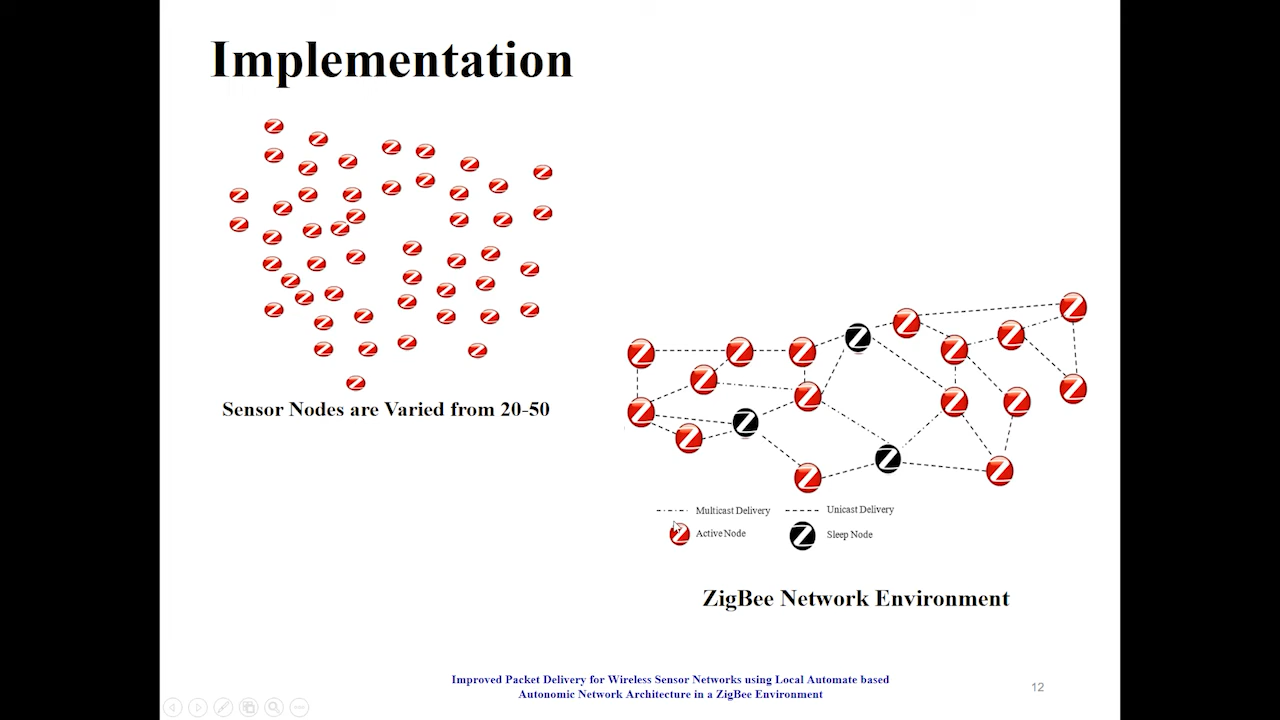 Implementation
Sensor Nodes are Varied from 20-50
Multicast Delivery
Unicast Delivery
Active Node
Sleep Node
ZigBee Network Environment
Improved Packet Delivery for Wireless Sensor Networks using Local Automate based
Autonomic Network Architecture in a ZigBee Environment
12